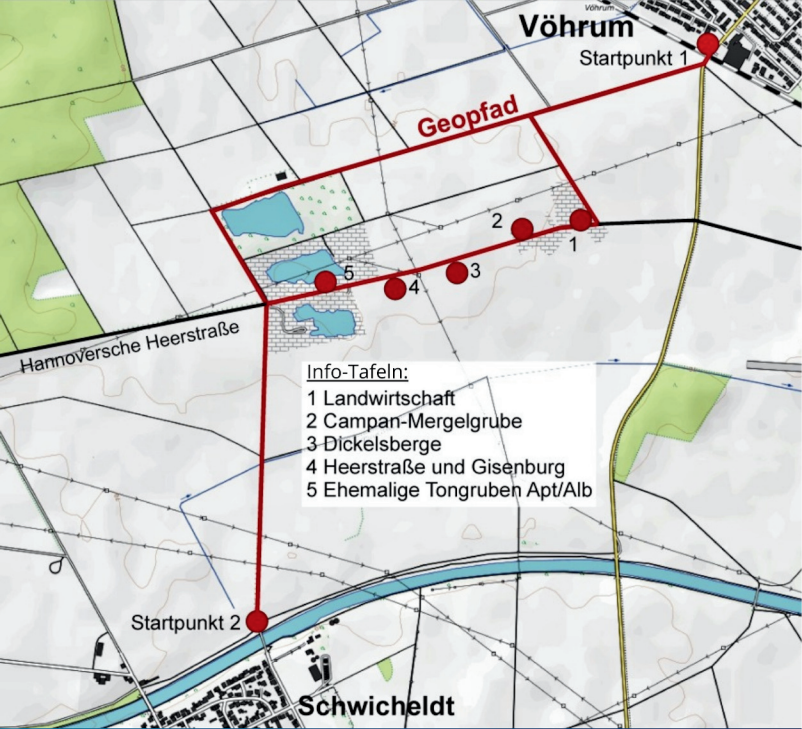 Vöhrum
Vöhrum
Startpunkt 1
Geopfad
2
1
5
3
4
Hannoversche Heerstraße
Info-Tafeln:
1 Landwirtschaft
2 Campan-Mergelgrube
3 Dickelsberge
4 Heerstraße und Gisenburg
5 Ehemalige Tongruben Apt/Alb
Startpunkt 2
Schwicheldt